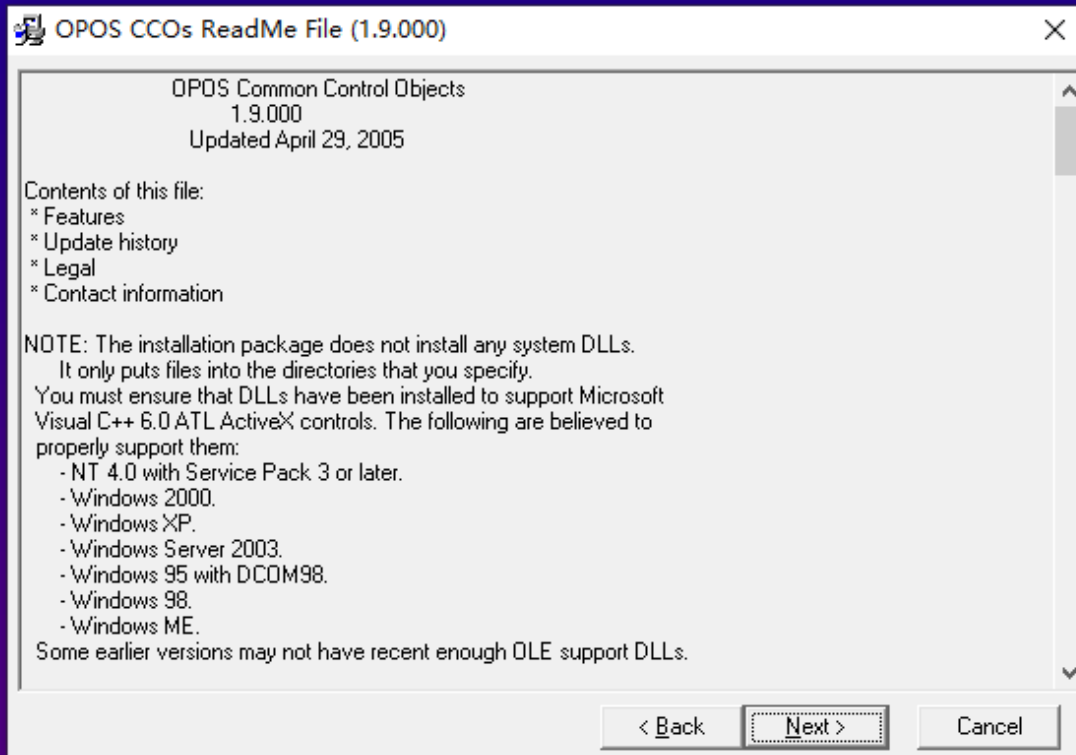 OPOS CCOs ReadMe File (1.9.000)
OPOS Common Control Objects
1.9.000
Updated April 29, 2005
Contents of this file:
* Features
* Update history
* Legal
* Contact information
NOTE: The installation package does not install any system DLLs.
It only puts files into the directories that you specify.
You must ensure that DLLs have been installed to support Microsoft
Visual C++ 6.0 ATL ActiveX controls. The following are believed to
properly support them:
- NT 4.0 with Service Pack 3 or later.
- Windows 2000.
- Windows XP.
- Windows Server 2003.
- Windows 95 with DCOM98.
- Windows 98.
- Windows ME.
Some earlier versions may not have recent enough OLE support DLLs.
< Back Next > Cancel